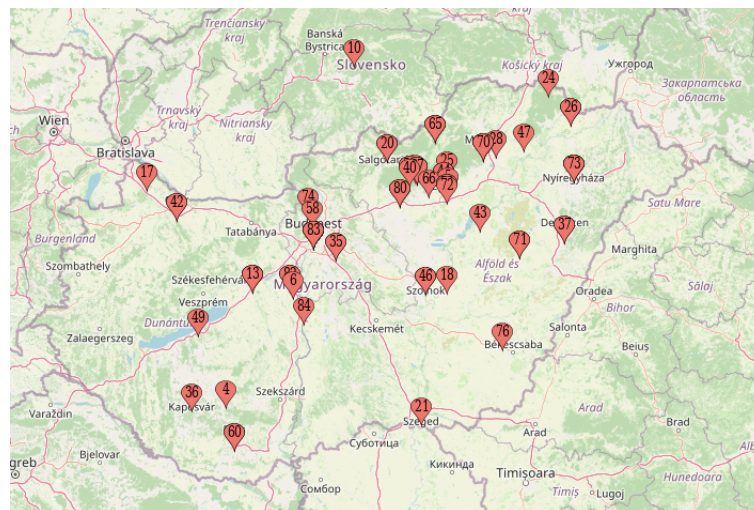 Trenčiansky
kraj
Banská
Bystrica
10
Slovensko
Košický kraj
24
Ужгород
Закарпатська
область
Wien
Trnavský
kraj
Nitriansky
kraj
Bratislava
26
65
47
20
70
28
Salgótarján
25
73
17
40
66
72
Nyíregyháza
80
42
74
58
Budapest
Satu Mare
43
Debrecen
37
Tatabánya
83
35
71
Burgenland
Marghita
Szombathely
13
Székesfehérvár
6
Magyarország
46
18
Szolnok
Alföld és
Észak
Oradea
Sălaj
Veszprém
84
Bihor
49
Dunántúl
Kecskemét
76
Salonta
Zalaegerszeg
Békéscsaba
Beiuș
36
4
Szekszárd
Kaposvár
21
Varaždin
Szeged
Arad
60
Arad
Brad
Суботица
Bjelovar
Кикинда
Timișoara
Hunedoara
Сомбор
Timiș
Lugoj